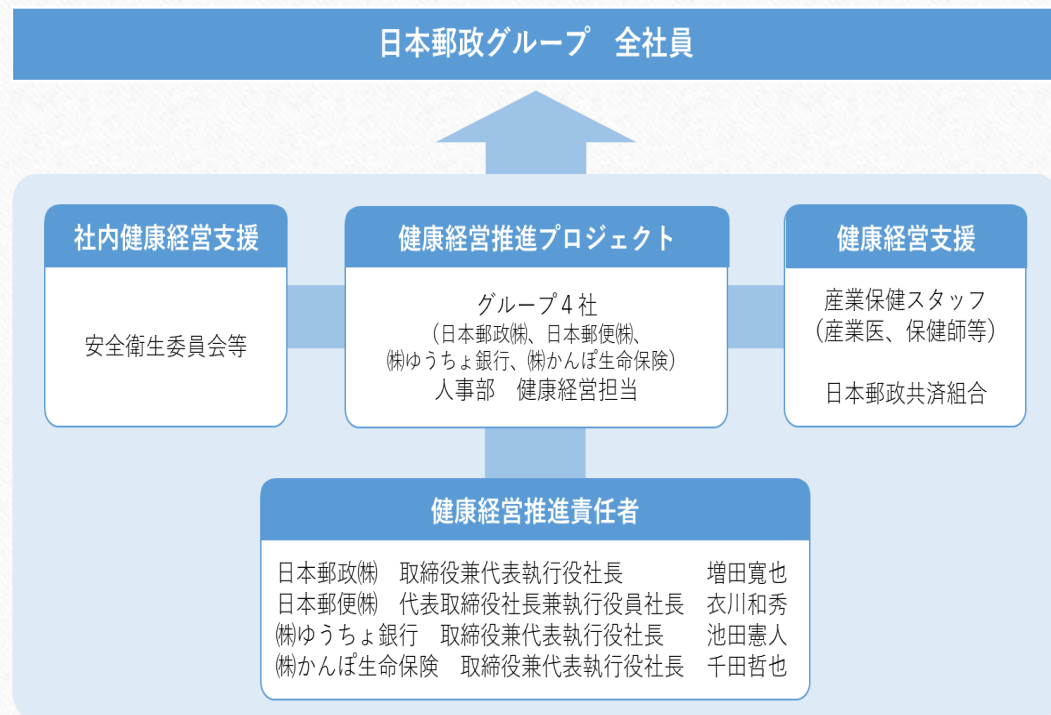 日本郵政グループ　全社員
社内健康経営支援
安全衛生委員会等
健康経営推進プロジェクト
グループ４社
（日本郵政㈱、日本郵便㈱、
㈱ゆうちょ銀行、㈱かんぽ生命保険）
人事部　健康経営担当
健康経営支援
産業保健スタッフ
（産業医、保健師等）
日本郵政共済組合
健康経営推進責任者
日本郵政㈱　取締役兼代表執行役社長　増田寛也
日本郵便㈱　代表取締役社長兼執行役員社長　衣川和秀
㈱ゆうちょ銀行　取締役兼代表執行役社長　池田憲人
㈱かんぽ生命保険　取締役兼代表執行役社長　千田哲也